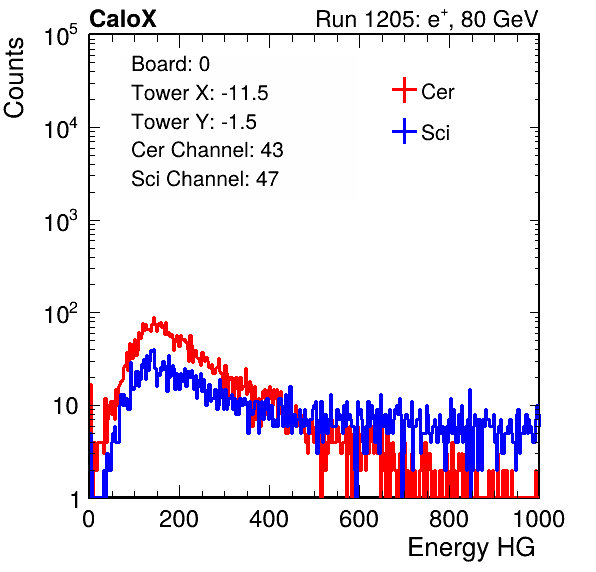 CaloX Run 1205: e+, 80 GeV
Counts
10^5
10^4
10^3
10^2
10
1
Board: 0
Tower X: -11.5
Tower Y: -1.5
Cer Channel: 43
Sci Channel: 47
Cer
Sci
0 200 400 600 800 1000
Energy HG